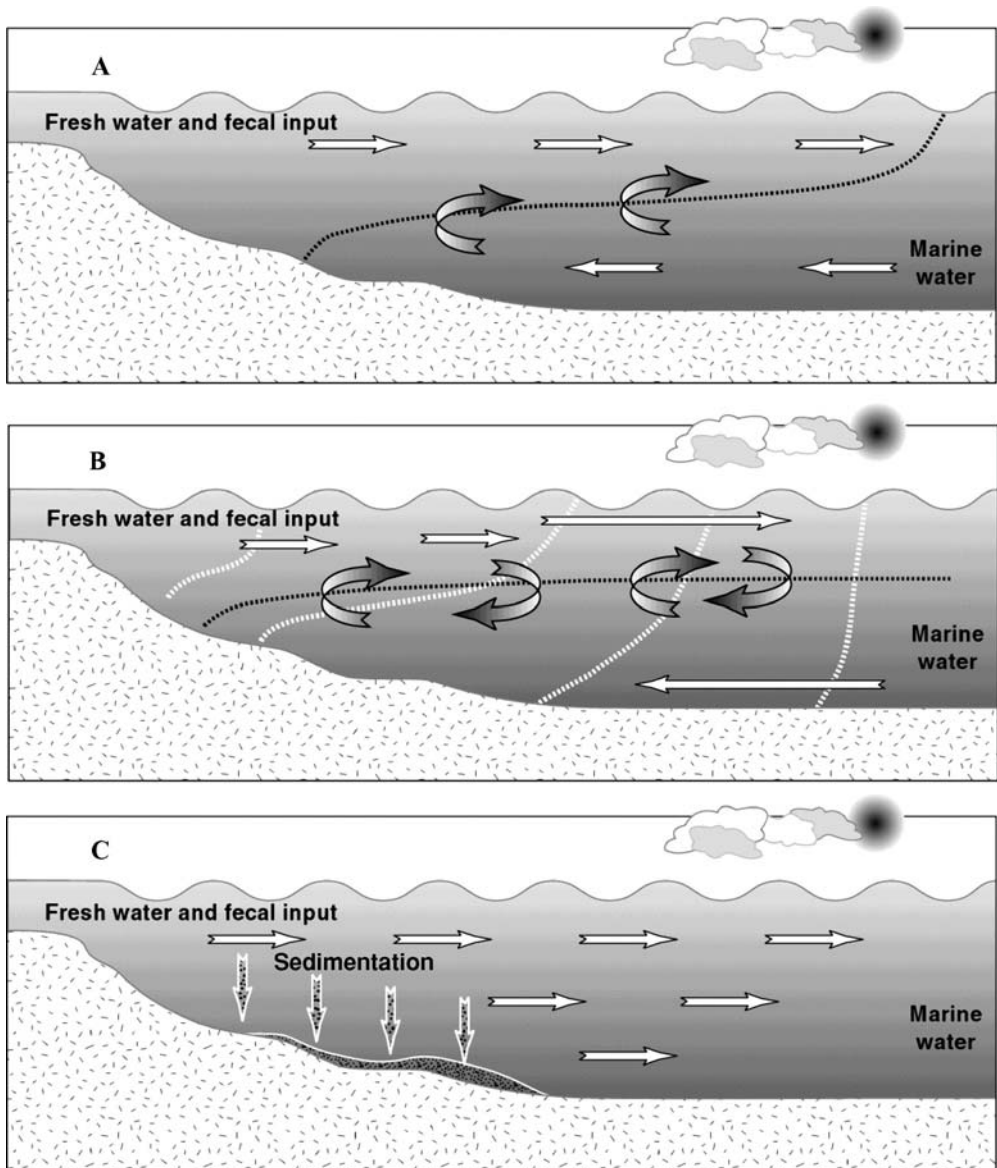 A
Fresh water and fecal input
Marine
water
B
Fresh water and fecal input
Marine
water
C
Fresh water and fecal input
Sedimentation
Marine
water